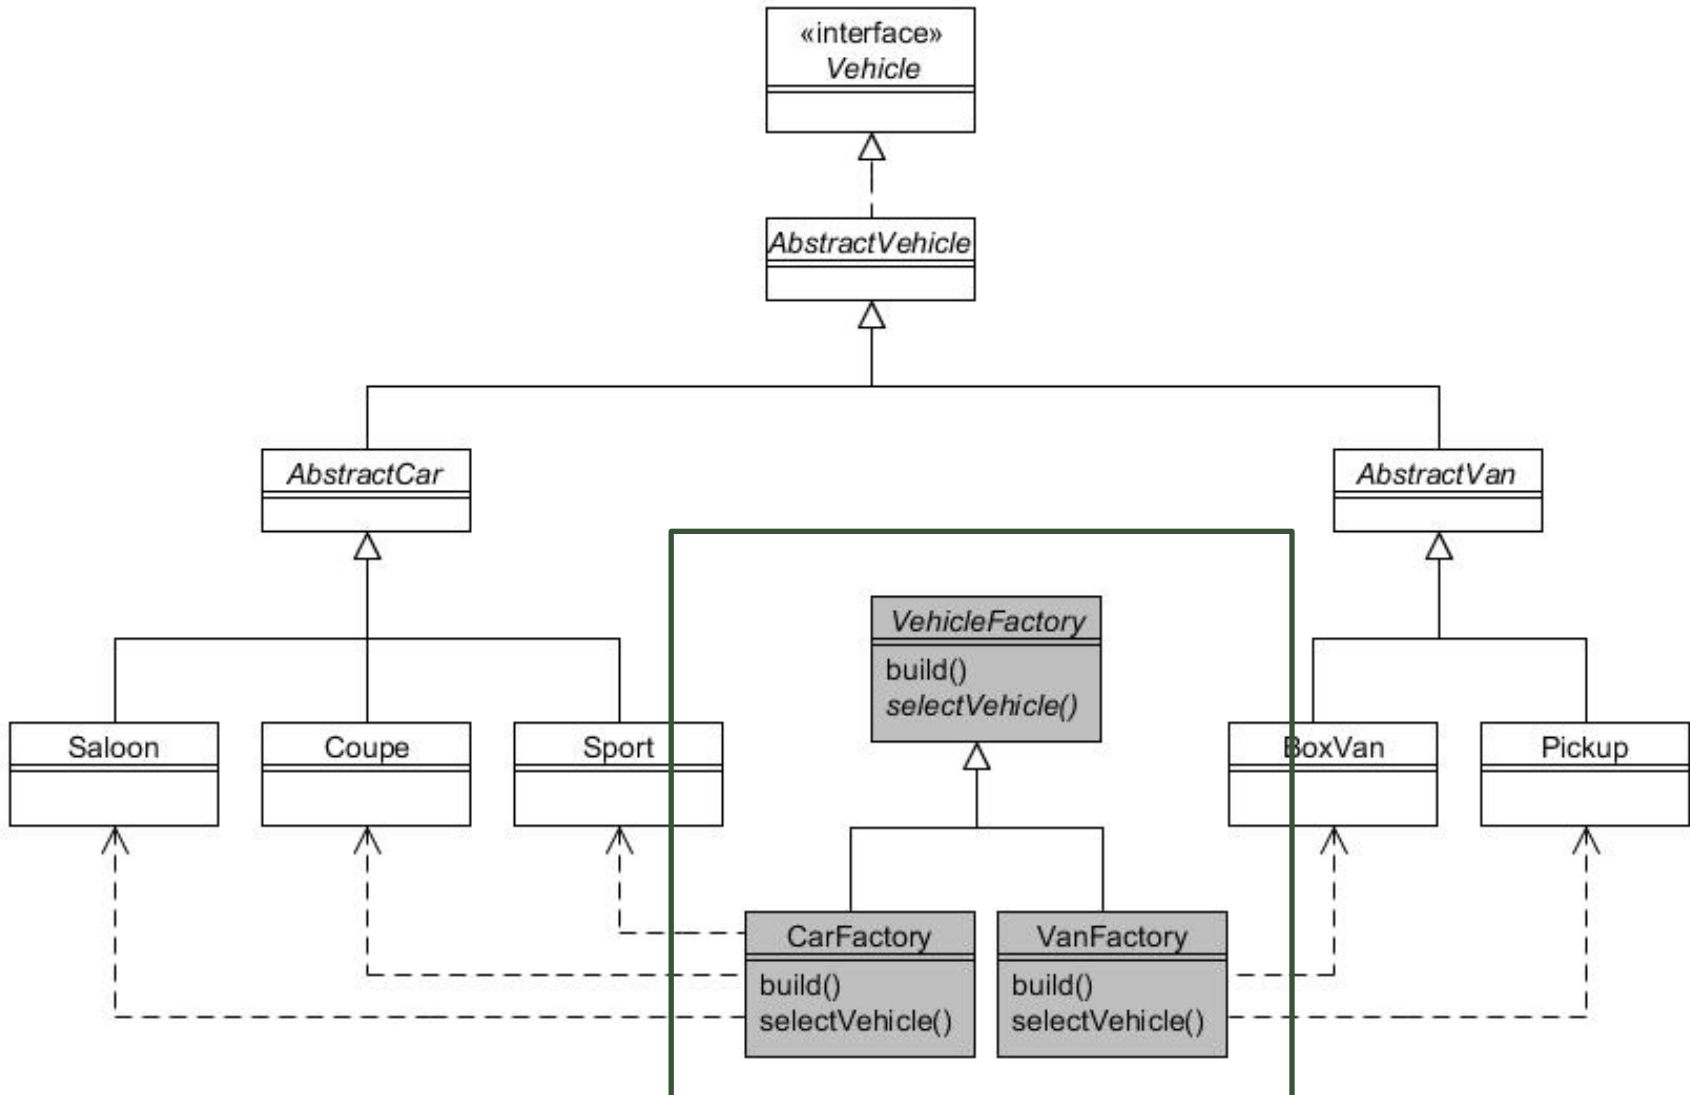 «interface»
Vehicle
AbstractVehicle
AbstractCar
AbstractVan
VehicleFactory
build()
selectVehicle()
Saloon
Coupe
Sport
BoxVan
Pickup
CarFactory
build()
selectVehicle()
VanFactory
build()
selectVehicle()